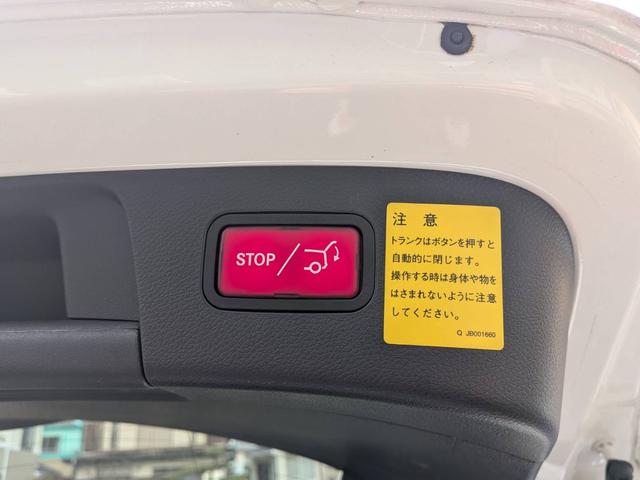 STOP /
注 意
トランクはボタンを押すと
自動的に閉じます。
操作する時は身体や物を
はさまれないように注意
してください。
Q JB001660